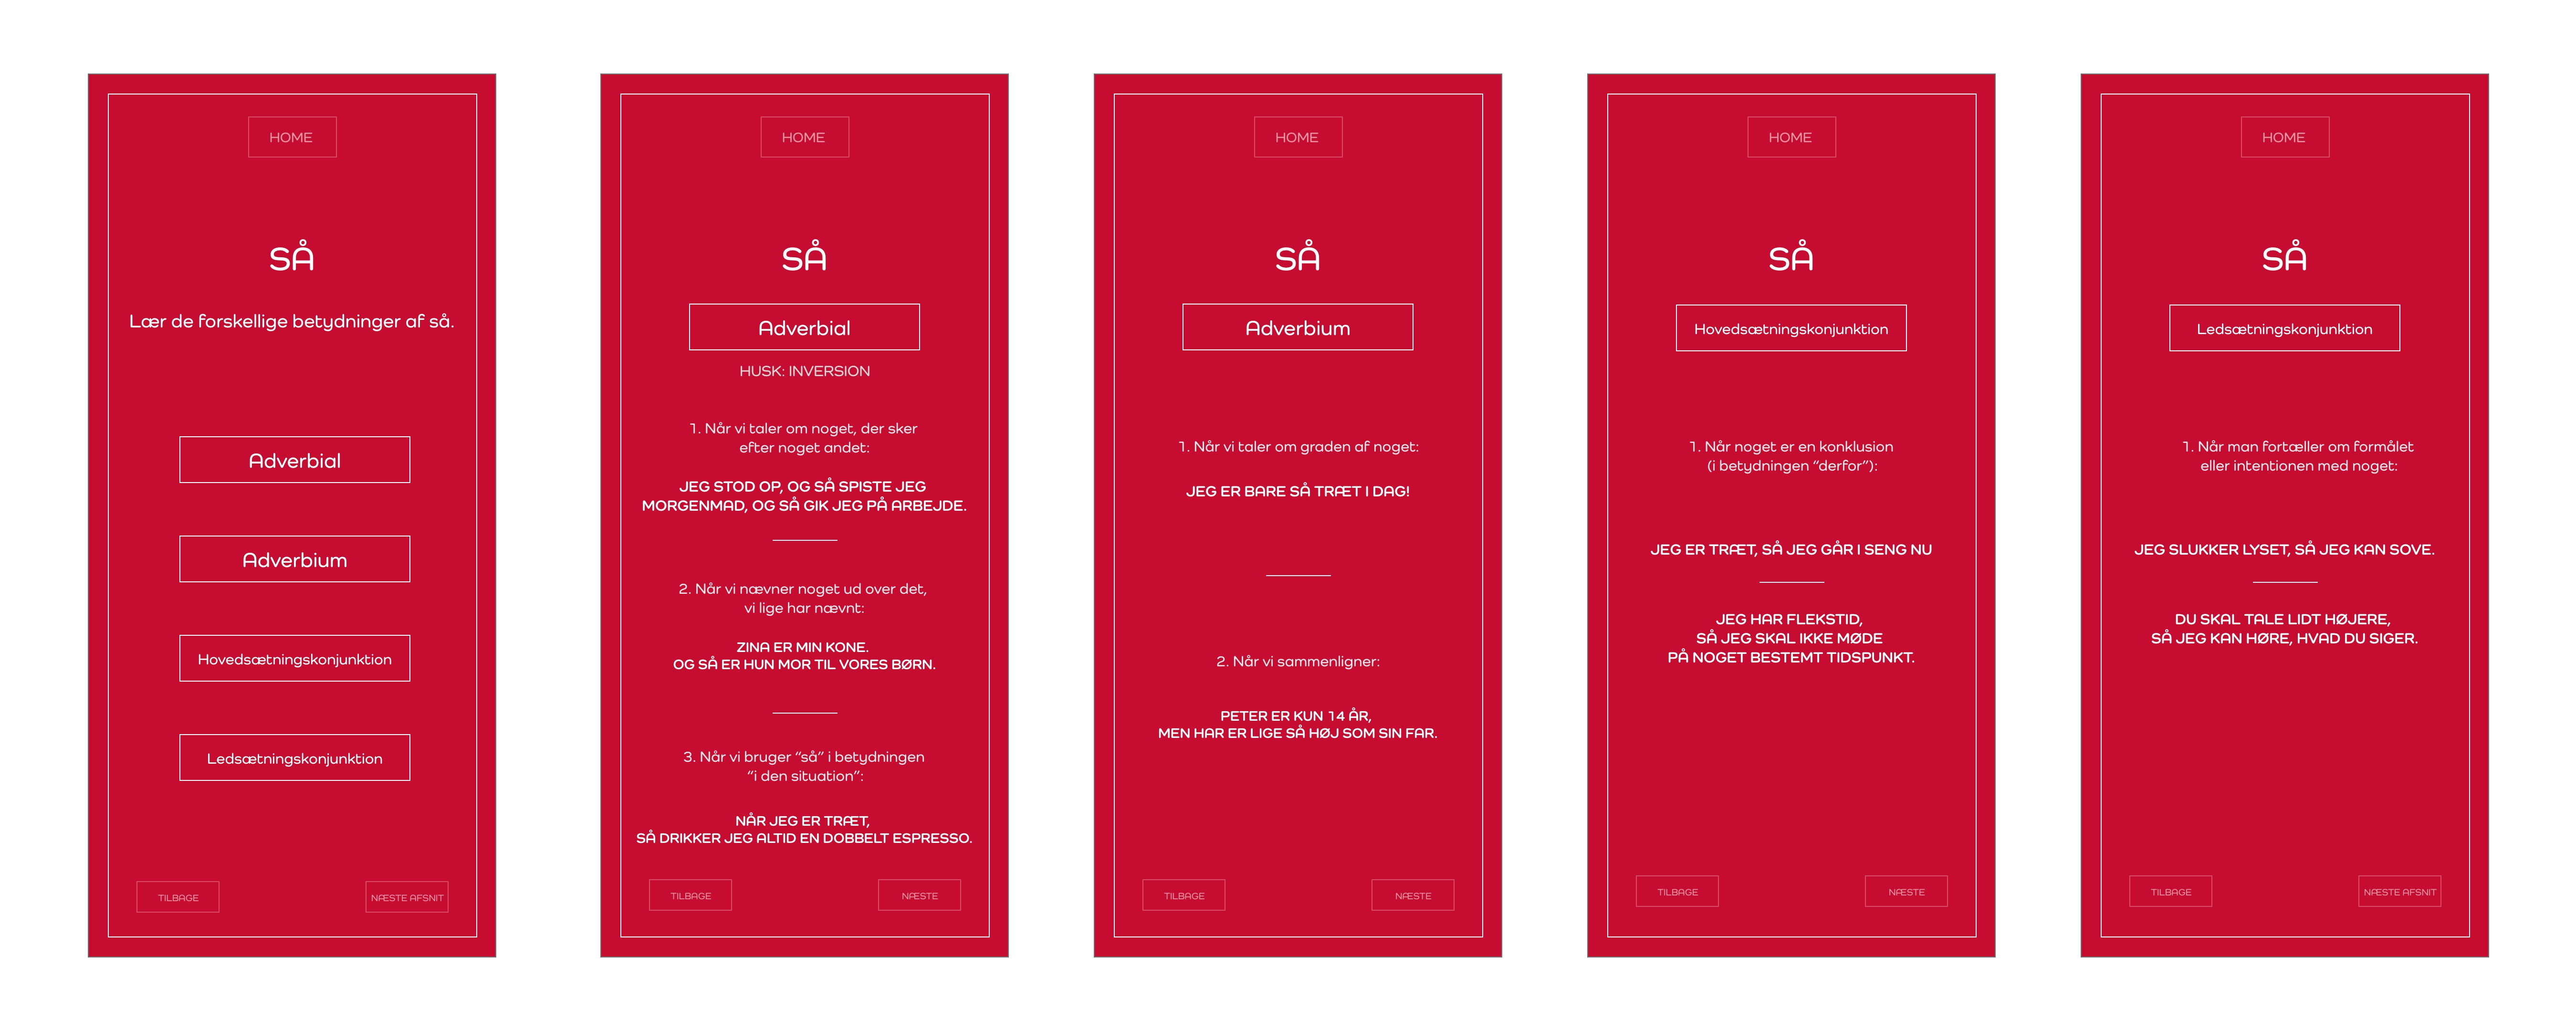 HOME
SÅ
Lær de forskellige betydninger af så.
Adverbial
Adverbium
Hovedsætningskonjunktion
Ledsætningskonjunktion
TILBAGE
NÆSTE AFSNIT
HOME
SÅ
Adverbial
HUSK: INVERSION
1. Når vi taler om noget, der sker
efter noget andet:
JEG STOD OP, OG SÅ SPISTE JEG
MORGENMAD, OG SÅ GIK JEG PÅ ARBEJDE.
2. Når vi nævner noget ud over det,
vi lige har nævnt:
ZINA ER MIN KONE.
OG SÅ ER HUN MOR TIL VORES BØRN.
3. Når vi bruger “så” i betydningen
“i den situation”:
NÅR JEG ER TRÆT,
SÅ DRIKKER JEG ALTID EN DOBBELT ESPRESSO.
TILBAGE
NÆSTE
HOME
SÅ
Adverbium
1. Når vi taler om graden af noget:
JEG ER BARE SÅ TRÆT I DAG!
2. Når vi sammenligner:
PETER ER KUN 14 ÅR,
MEN HAR ER LIGE SÅ HØJ SOM SIN FAR.
TILBAGE
NÆSTE
HOME
SÅ
Hovedsætningskonjunktion
1. Når noget er en konklusion
(i betydningen “derfor”):
JEG ER TRÆT, SÅ JEG GÅR I SENG NU
JEG HAR FLEKSTID,
SÅ JEG SKAL IKKE MØDE
PÅ NOGET BESTEMT TIDSPUNKT.
TILBAGE
NÆSTE
HOME
SÅ
Ledsætningskonjunktion
1. Når man fortæller om formålet
eller intentionen med noget:
JEG SLUKKER LYSET, SÅ JEG KAN SOVE.
DU SKAL TALE LIDT HØJERE,
SÅ JEG KAN HØRE, HVAD DU SIGER.
TILBAGE
NÆSTE AFSNIT